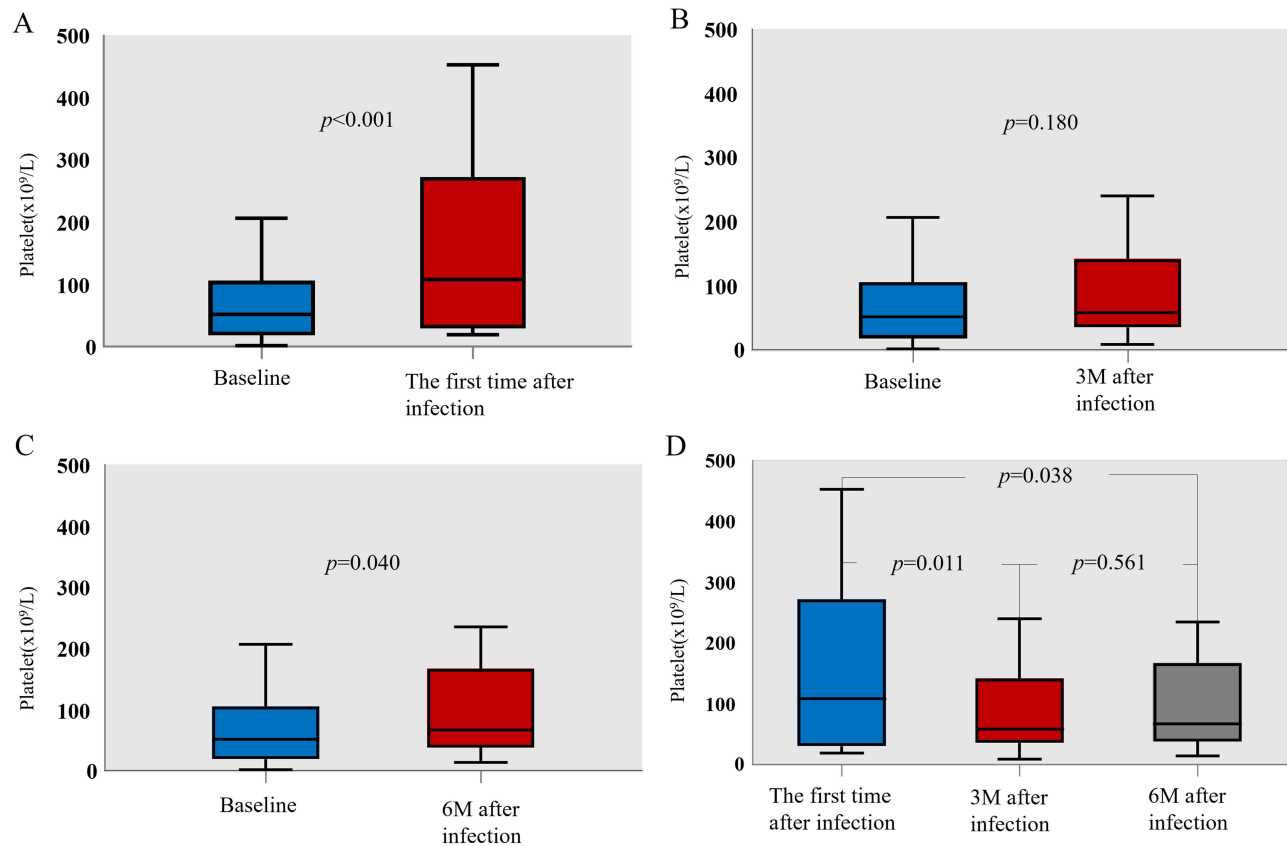 A
500
400
300
200
100
0
Platelet(x10⁹/L)
p<0.001
Baseline
The first time after
infection
B
500
400
300
200
100
0
Platelet(x10⁹/L)
p=0.180
Baseline
3M after
infection
C
500
400
300
200
100
0
Platelet(x10⁹/L)
p=0.040
Baseline
6M after
infection
D
500
400
300
200
100
0
Platelet(x10⁹/L)
p=0.038
p=0.011
p=0.561
The first time
after infection
3M after
infection
6M after
infection